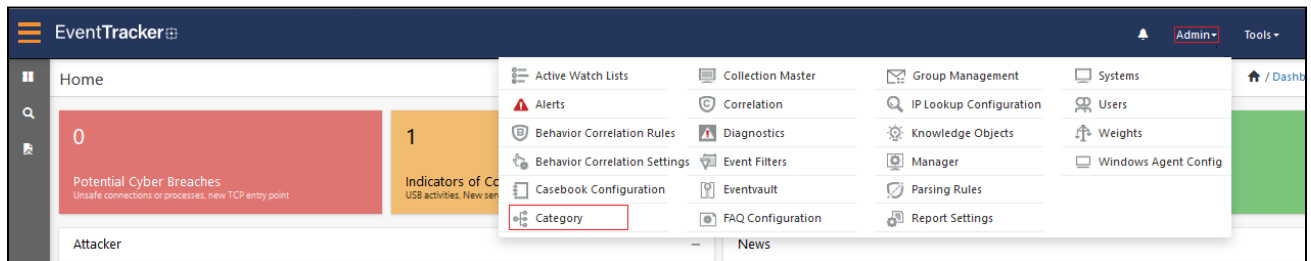 EventTracker
Admin
Tools
Home
/ Dashb
Active Watch Lists
Collection Master
Group Management
Systems
Alerts
Correlation
IP Lookup Configuration
Users
Behavior Correlation Rules
Diagnostics
Knowledge Objects
Weights
Behavior Correlation Settings
Event Filters
Manager
Windows Agent Config
Casebook Configuration
Eventvault
Parsing Rules
Category
FAQ Configuration
Report Settings
0
Potential Cyber Breaches
Unsafe connections or processes, new TCP entry point
1
Indicators of Co
USB activities, New serv
Attacker
News